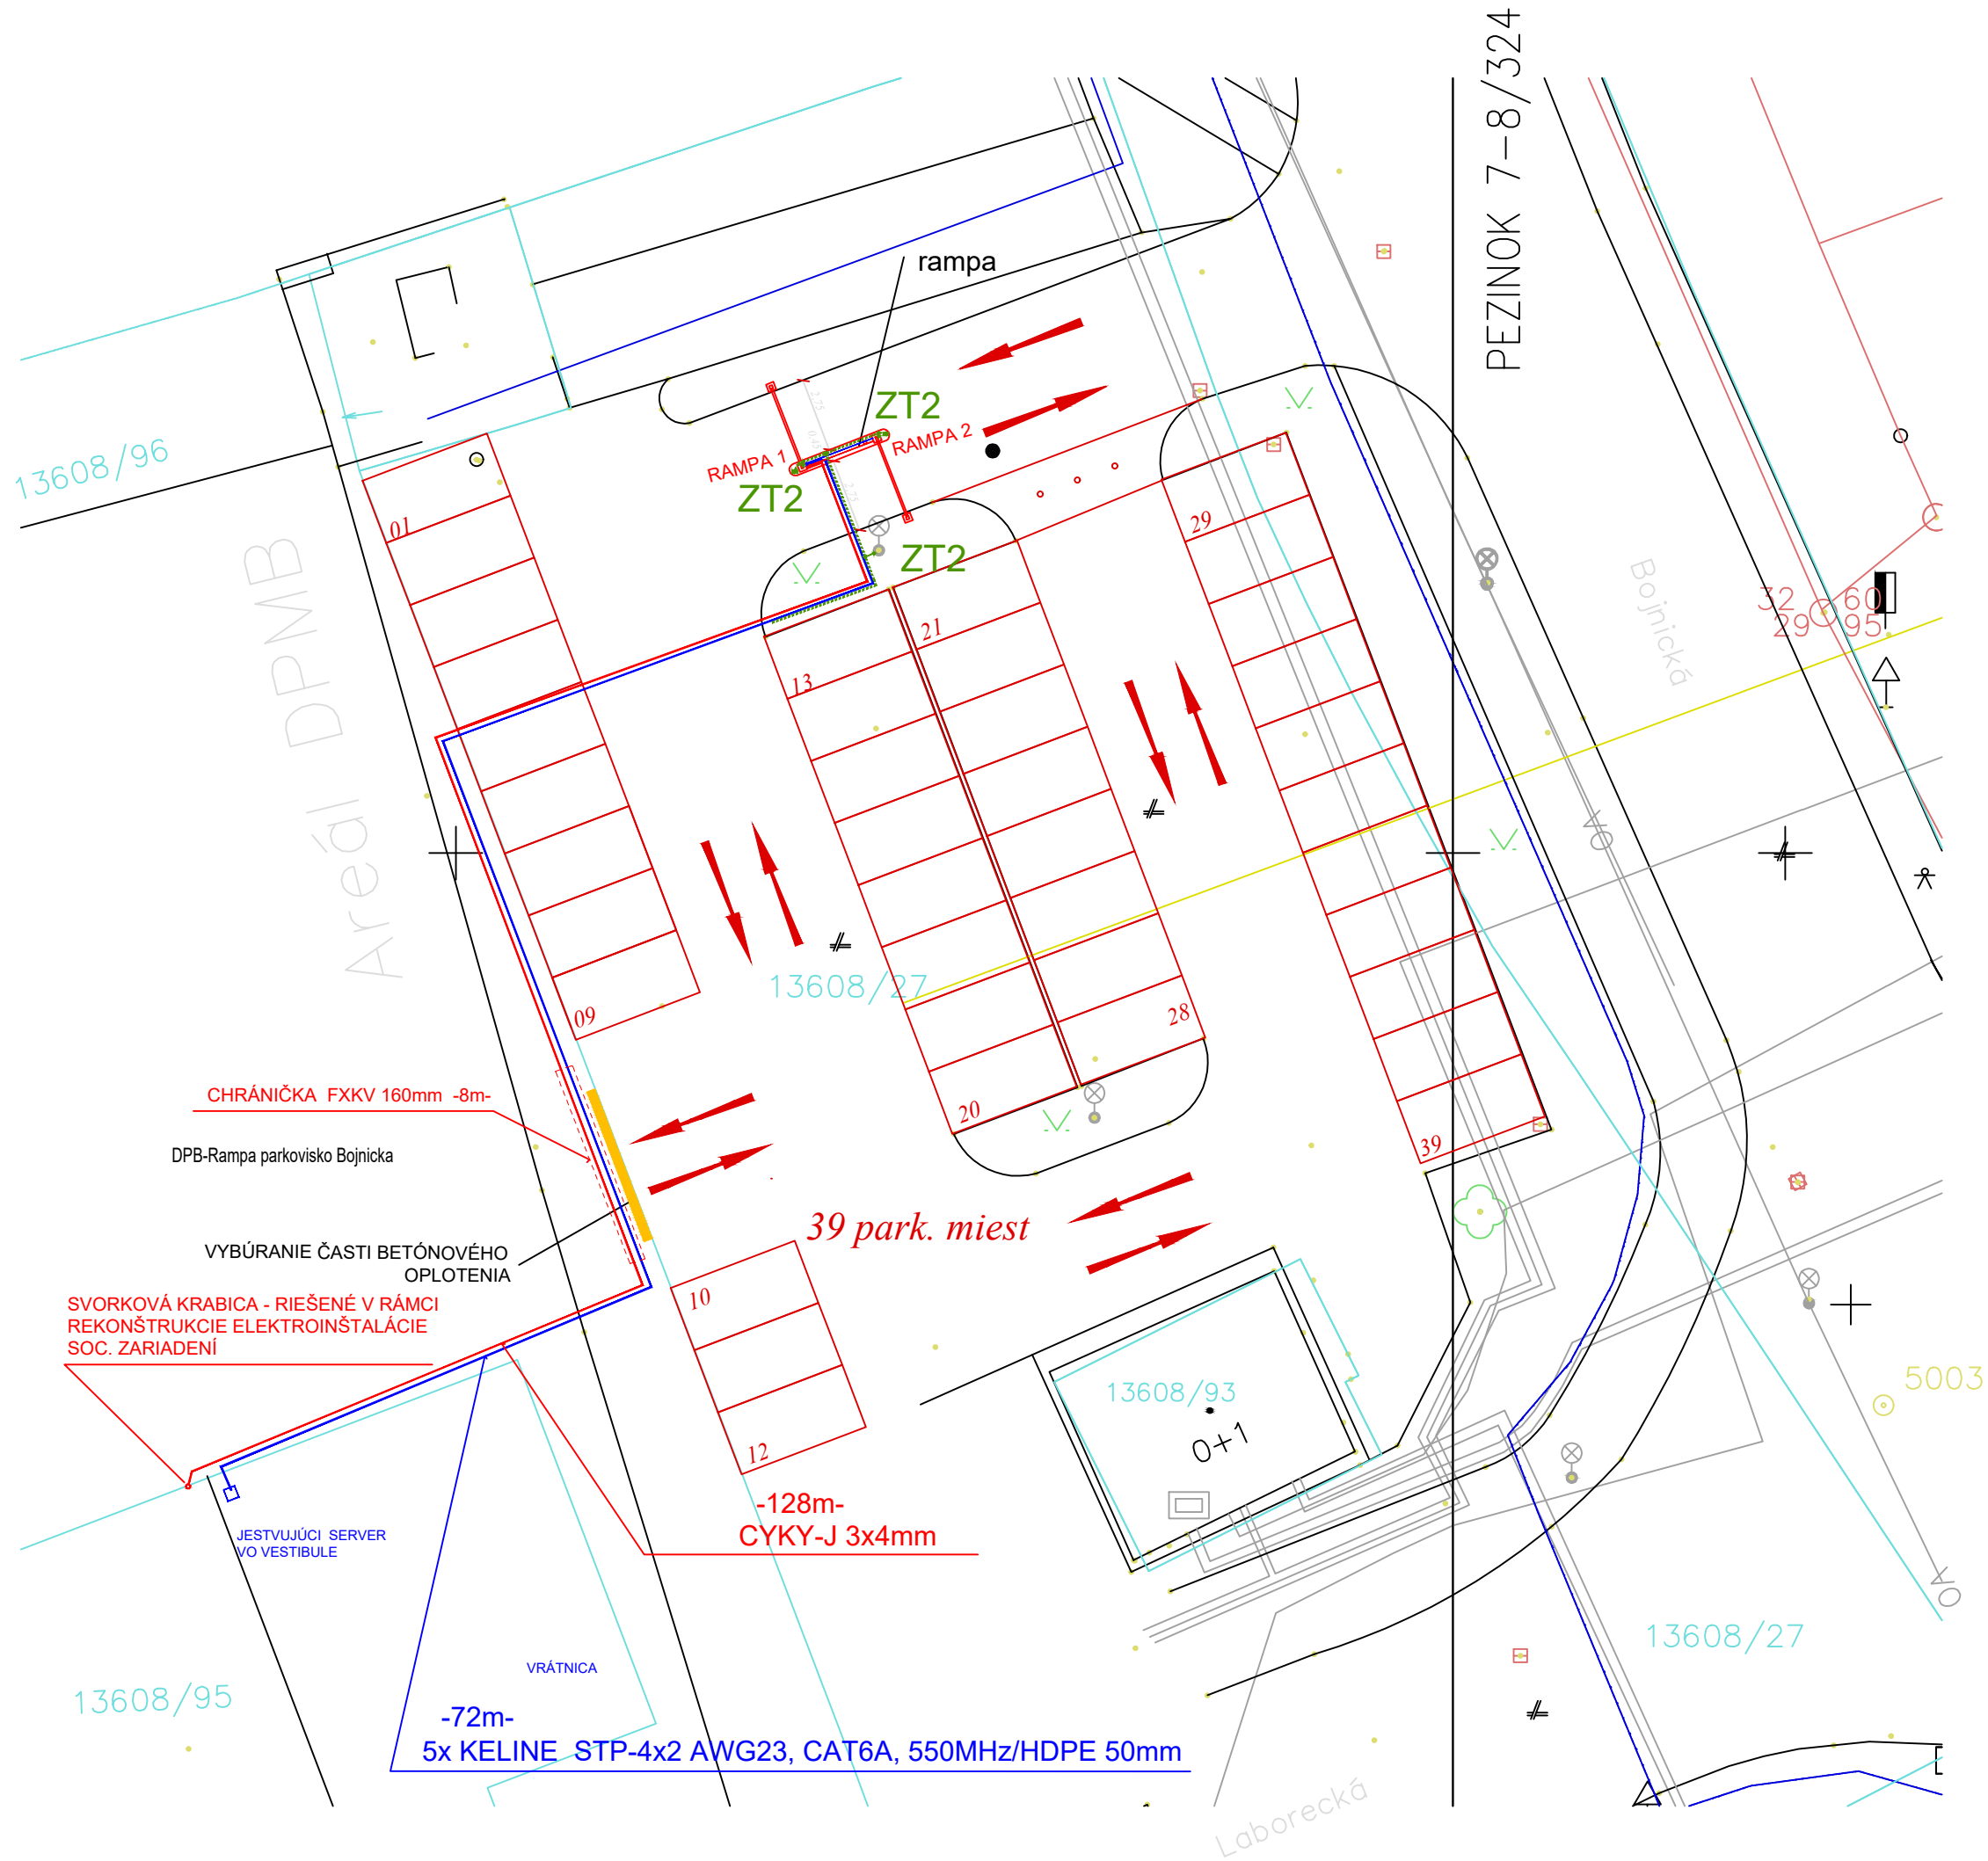 PEZINOK 7-8/324
rampa
13608/96
ZT2
RAMPA 1
RAMPA 2
2.75
ZT2
2.75
ZT2
01
29
21
13
Areál DPMB
Bojnická
32 60
29 95
13608/27
09
28
20
39
CHRÁNIČKA FXKV 160mm -8m-
DPB-Rampa parkovisko Bojnicka
39 park. miest
VYBÚRANIE ČASTI BETÓNOVÉHO
OPLOTENIA
SVORKOVÁ KRABICA - RIEŠENÉ V RÁMCI
REKONŠTRUKCIE ELEKTROINŠTALÁCIE
SOC. ZARIADENÍ
10
12
13608/93
0+1
5003
-128m-
CYKY-J 3x4mm
JESTVUJÚCI SERVER
VO VESTIBULE
VRÁTNICA
13608/95
13608/27
-72m-
5x KELINE STP-4x2 AWG23, CAT6A, 550MHz/HDPE 50mm
Laborecká